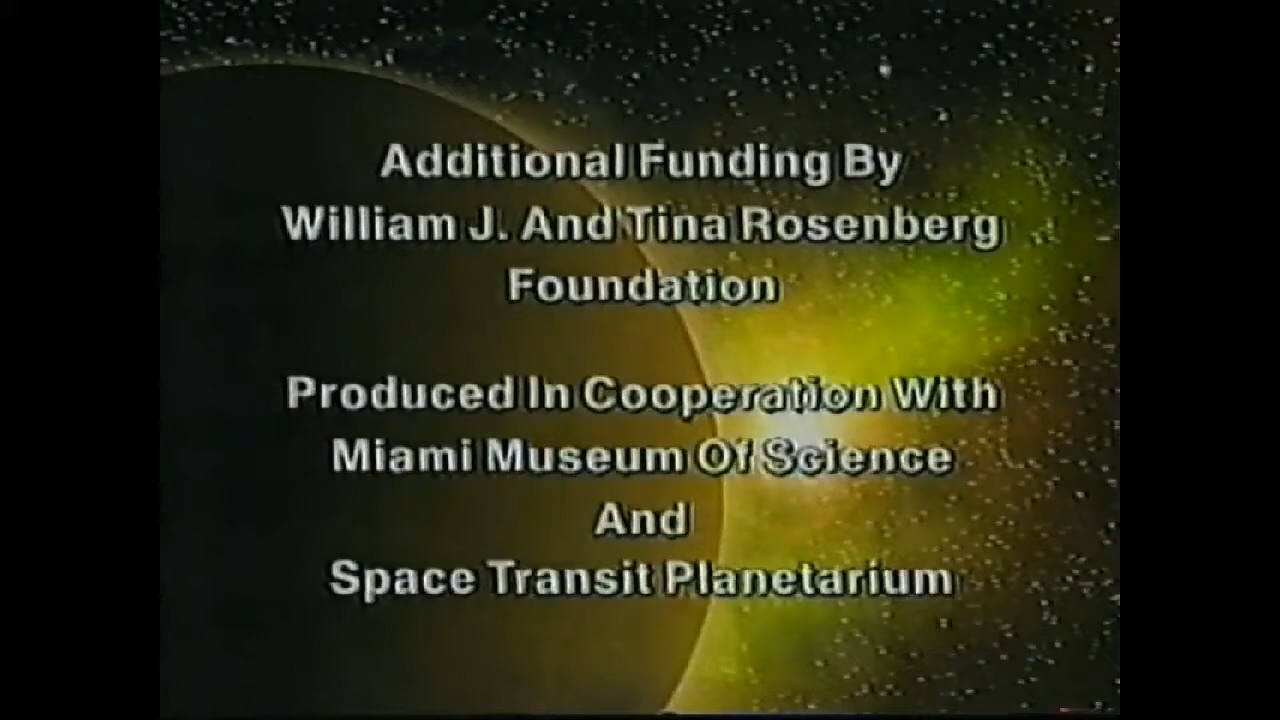 Additional Funding By
William J. And Tina Rosenberg
Foundation
Produced In Cooperation With
Miami Museum Of Science
And
Space Transit Planetarium